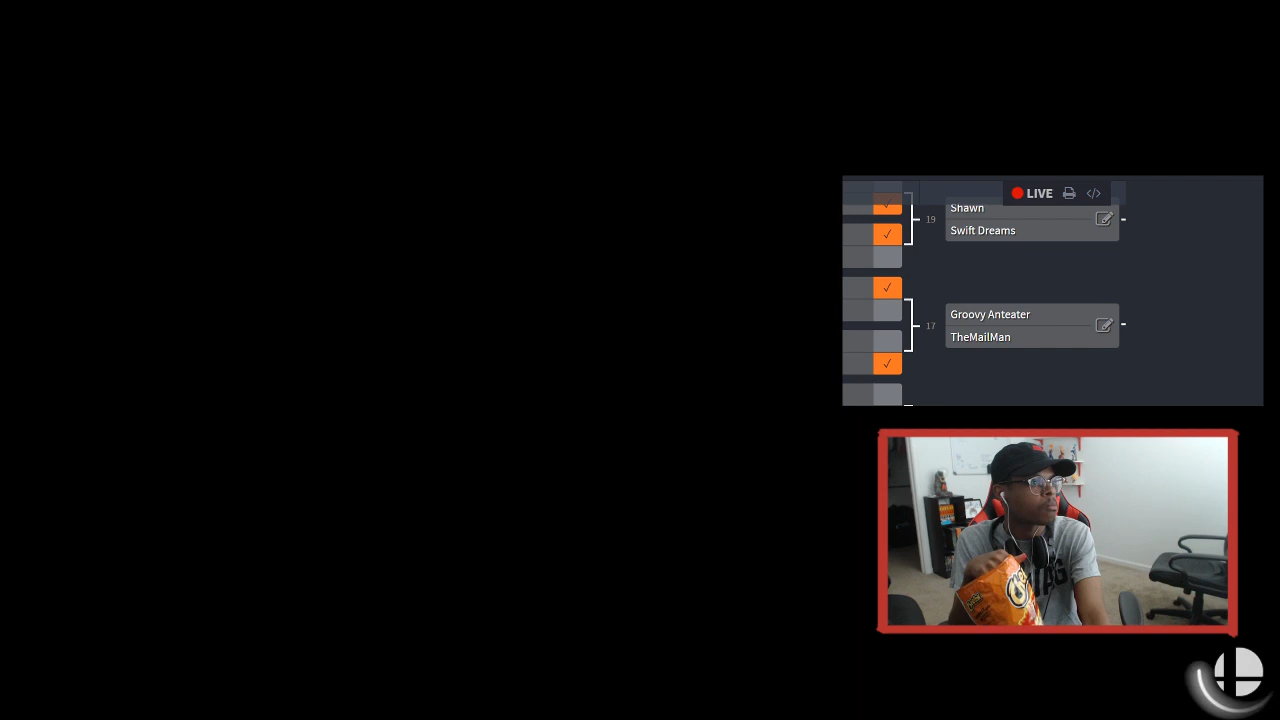 LIVE
</>
19
Shawn
Swift Dreams
17
Groovy Anteater
TheMailMan